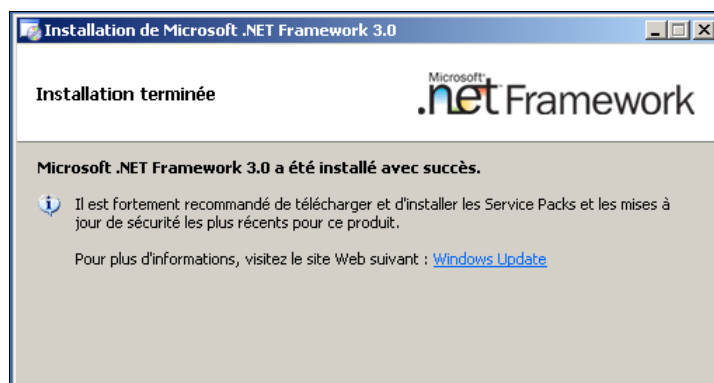 Installation de Microsoft .NET Framework 3.0
Installation terminée
Microsoft
.net Framework
Microsoft .NET Framework 3.0 a été installé avec succès.
Il est fortement recommandé de télécharger et d'installer les Service Packs et les mises à
jour de sécurité les plus récents pour ce produit.
Pour plus d'informations, visitez le site Web suivant : Windows Update